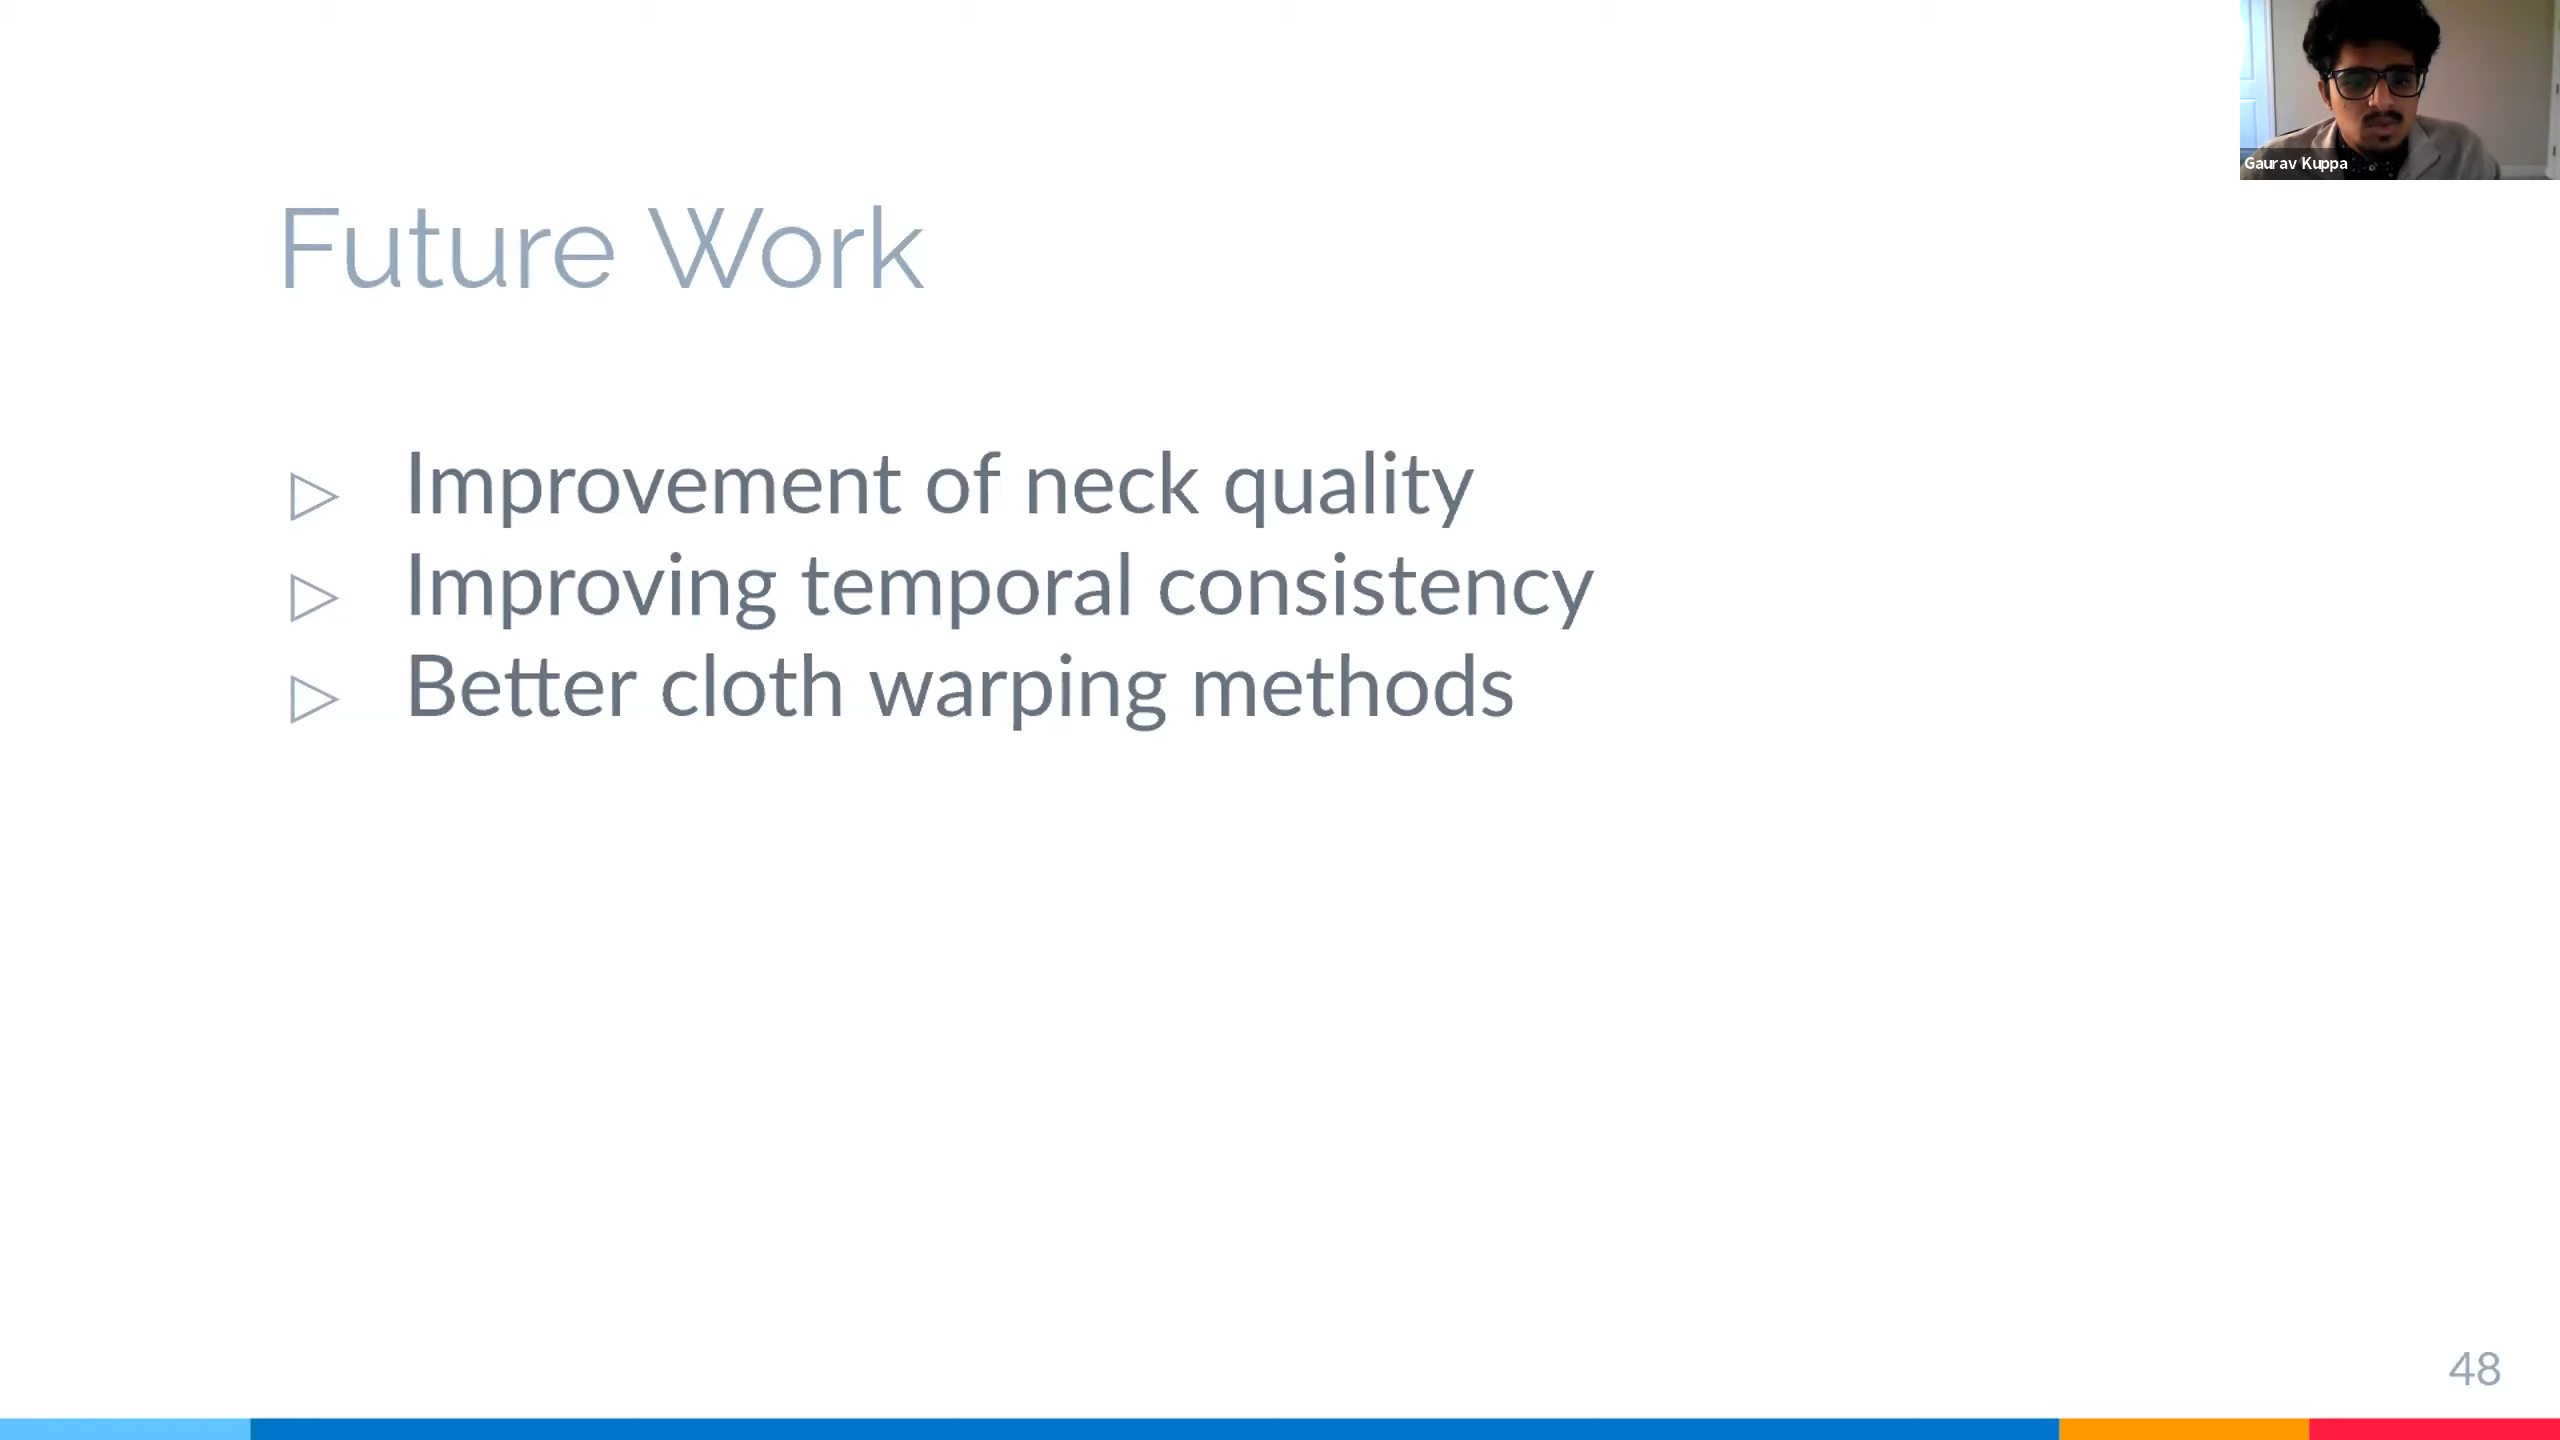 Gaurav Kuppa
Future Work
▷ Improvement of neck quality
▷ Improving temporal consistency
▷ Better cloth warping methods
48